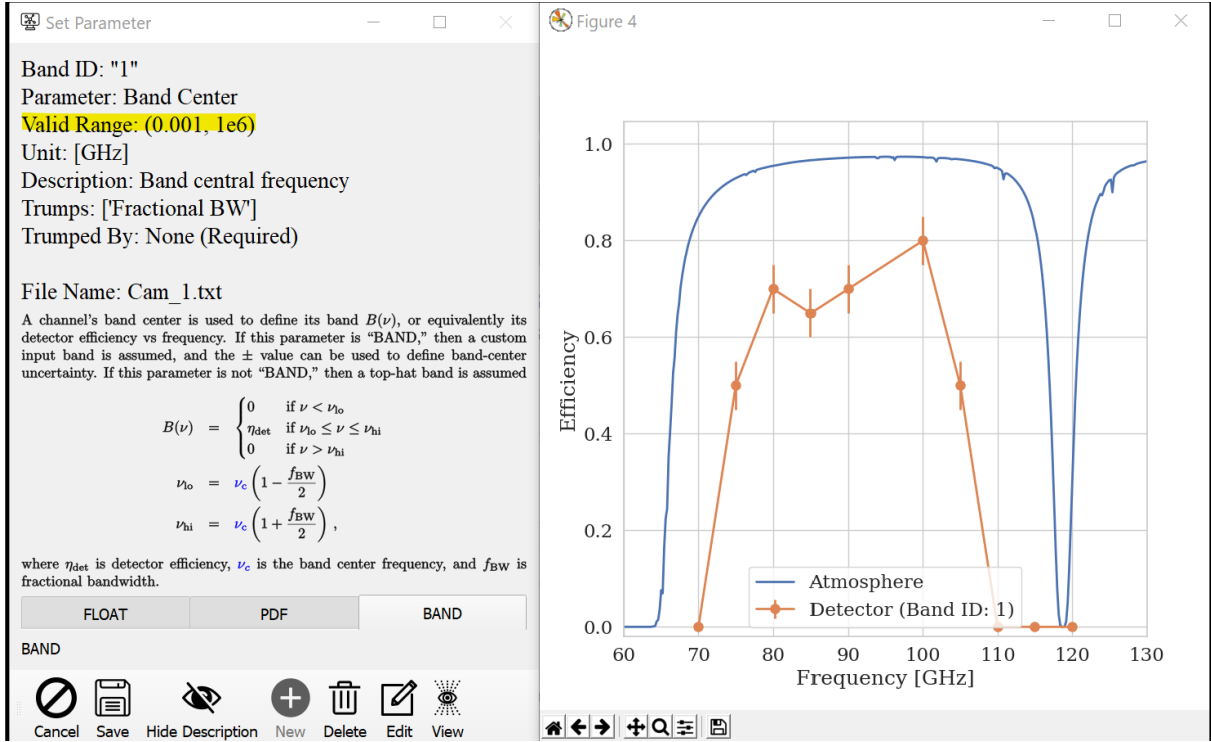 Set Parameter
Band ID: "1"
Parameter: Band Center
Valid Range: (0.001, 1e6)
Unit: [GHz]
Description: Band central frequency
Trumps: ['Fractional BW']
Trumped By: None (Required)
File Name: Cam_1.txt
A channel's band center is used to define its band B(ν), or equivalently its
detector efficiency vs frequency. If this parameter is “BAND,” then a custom
input band is assumed, and the ± value can be used to define band-center
uncertainty. If this parameter is not “BAND,” then a top-hat band is assumed
B(ν) = { 0 if ν < ν_lo
η_det if ν_lo ≤ ν ≤ ν_hi
0 if ν > ν_hi
ν_lo = ν_c (1 − f_BW/2)
ν_hi = ν_c (1 + f_BW/2) ,
where η_det is detector efficiency, ν_c is the band center frequency, and f_BW is
fractional bandwidth.
FLOAT PDF BAND
BAND
Cancel Save Hide Description New Delete Edit View
Figure 4
1.0
0.8
0.6
0.4
0.2
0.0
Efficiency
Atmosphere
Detector (Band ID: 1)
60 70 80 90 100 110 120 130
Frequency [GHz]